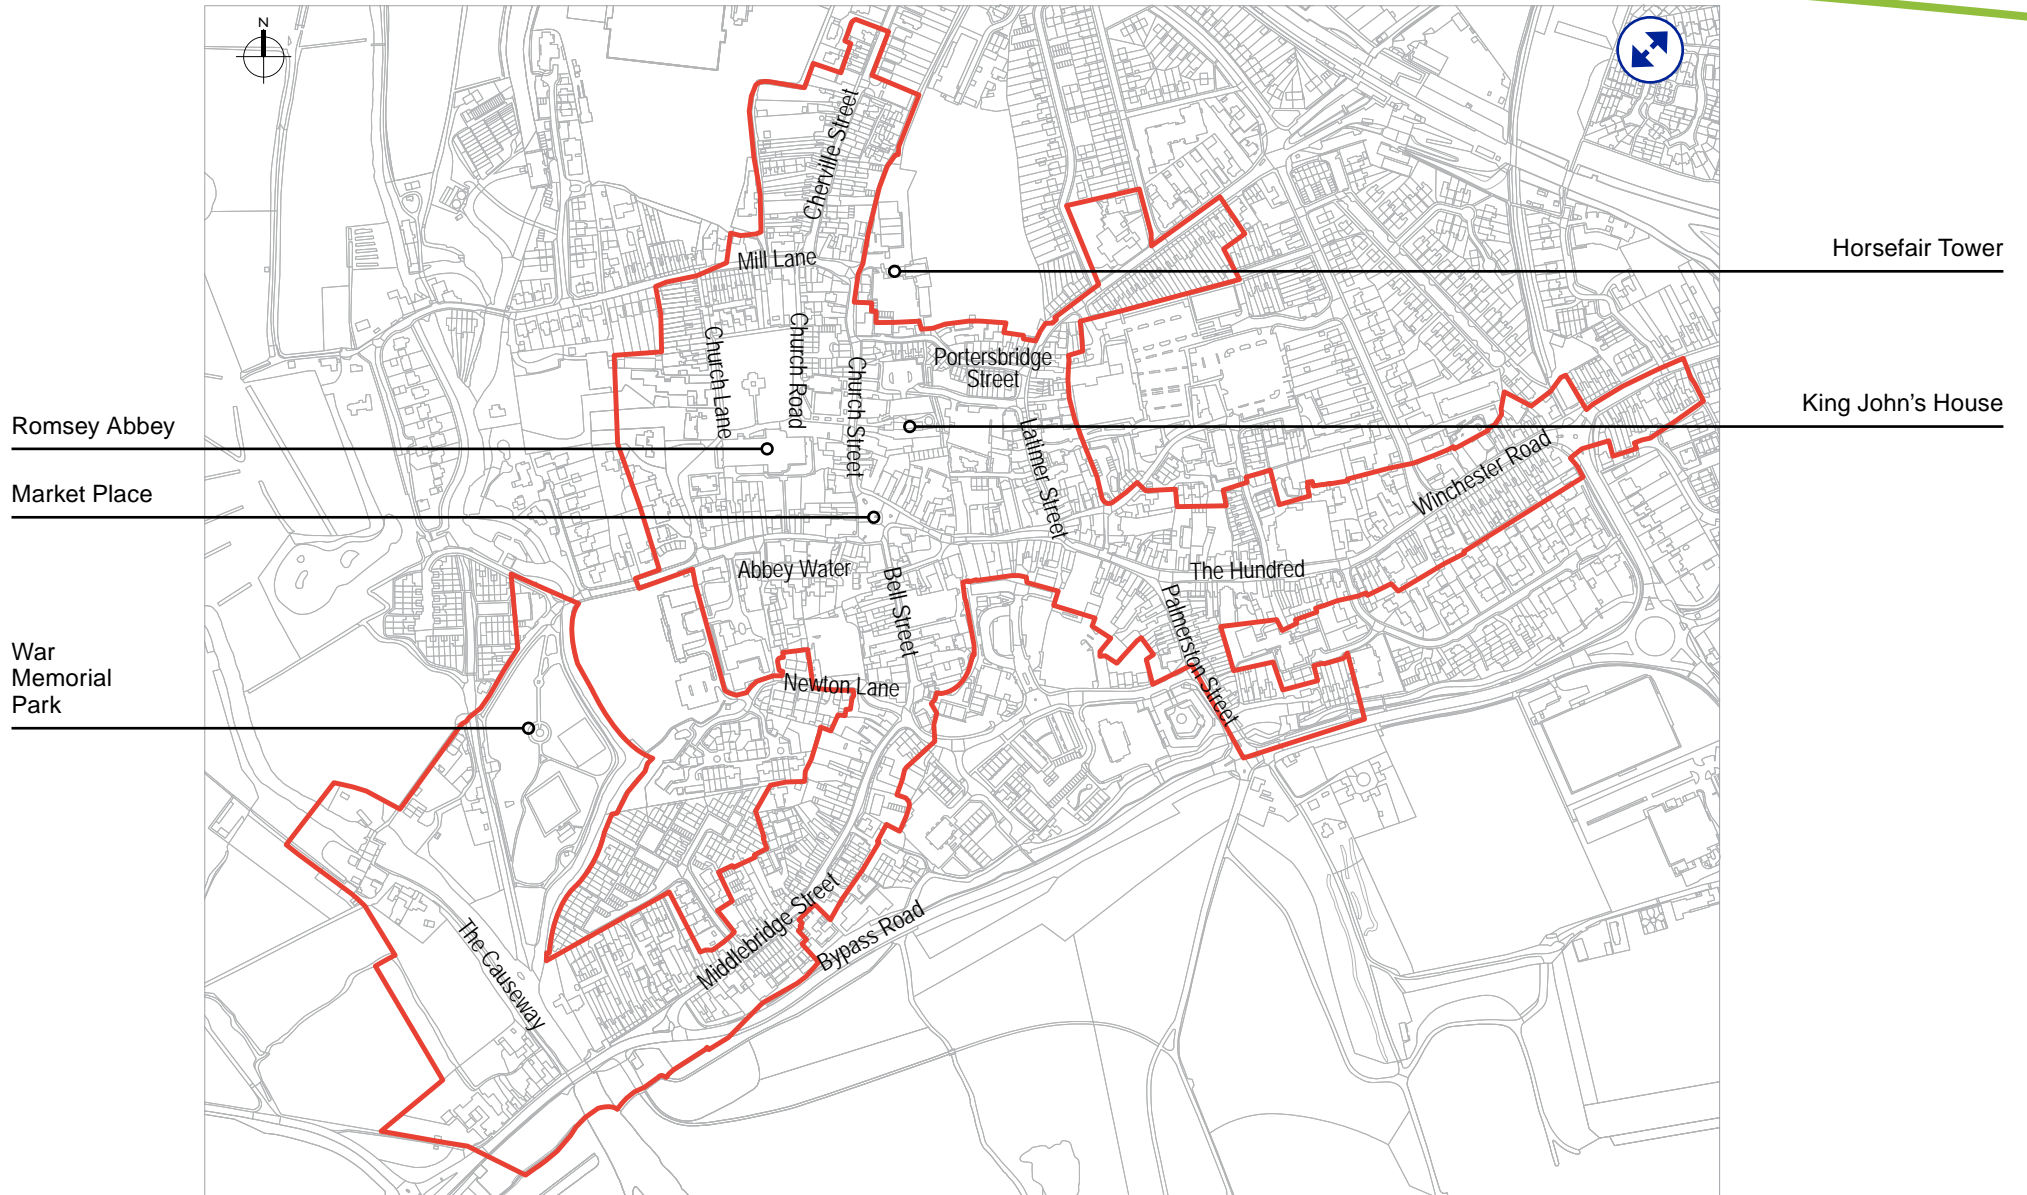 N
Cherville Street
Mill Lane
Horsefair Tower
Church Lane
Church Road
Church Street
Portersbridge
Street
King John’s House
Romsey Abbey
Latimer Street
Winchester Road
Market Place
Abbey Water
Bell Street
The Hundred
Palmerston Street
War
Memorial
Park
Newton Lane
Middlebridge Street
Bypass Road
The Causeway